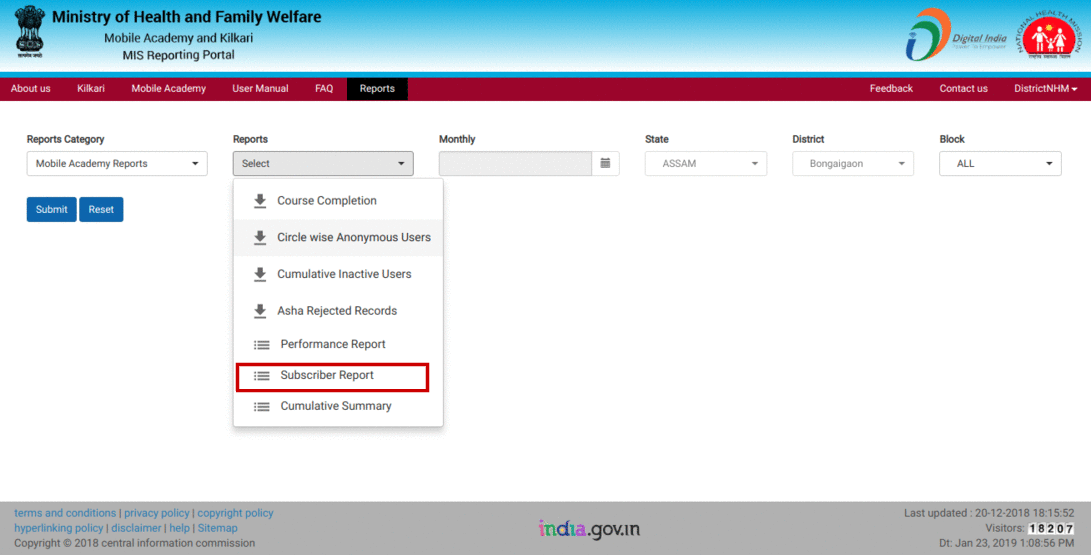 Ministry of Health and Family Welfare
Mobile Academy and Kilkari
MIS Reporting Portal
Digital India
Power To Empower
NATIONAL HEALTH MISSION
About us Kilkari Mobile Academy User Manual FAQ Reports Feedback Contact us DistrictNHM
Reports Category Reports Monthly State District Block
Mobile Academy Reports Select ASSAM Bongaigaon ALL
Submit Reset
Course Completion
Circle wise Anonymous Users
Cumulative Inactive Users
Asha Rejected Records
Performance Report
Subscriber Report
Cumulative Summary
terms and conditions | privacy policy | copyright policy
hyperlinking policy | disclaimer | help | Sitemap
Copyright © 2018 central information commission
india.gov.in
Last updated : 20-12-2018 18:15:52
Visitors: 18207
Dt: Jan 23, 2019 1:08:56 PM